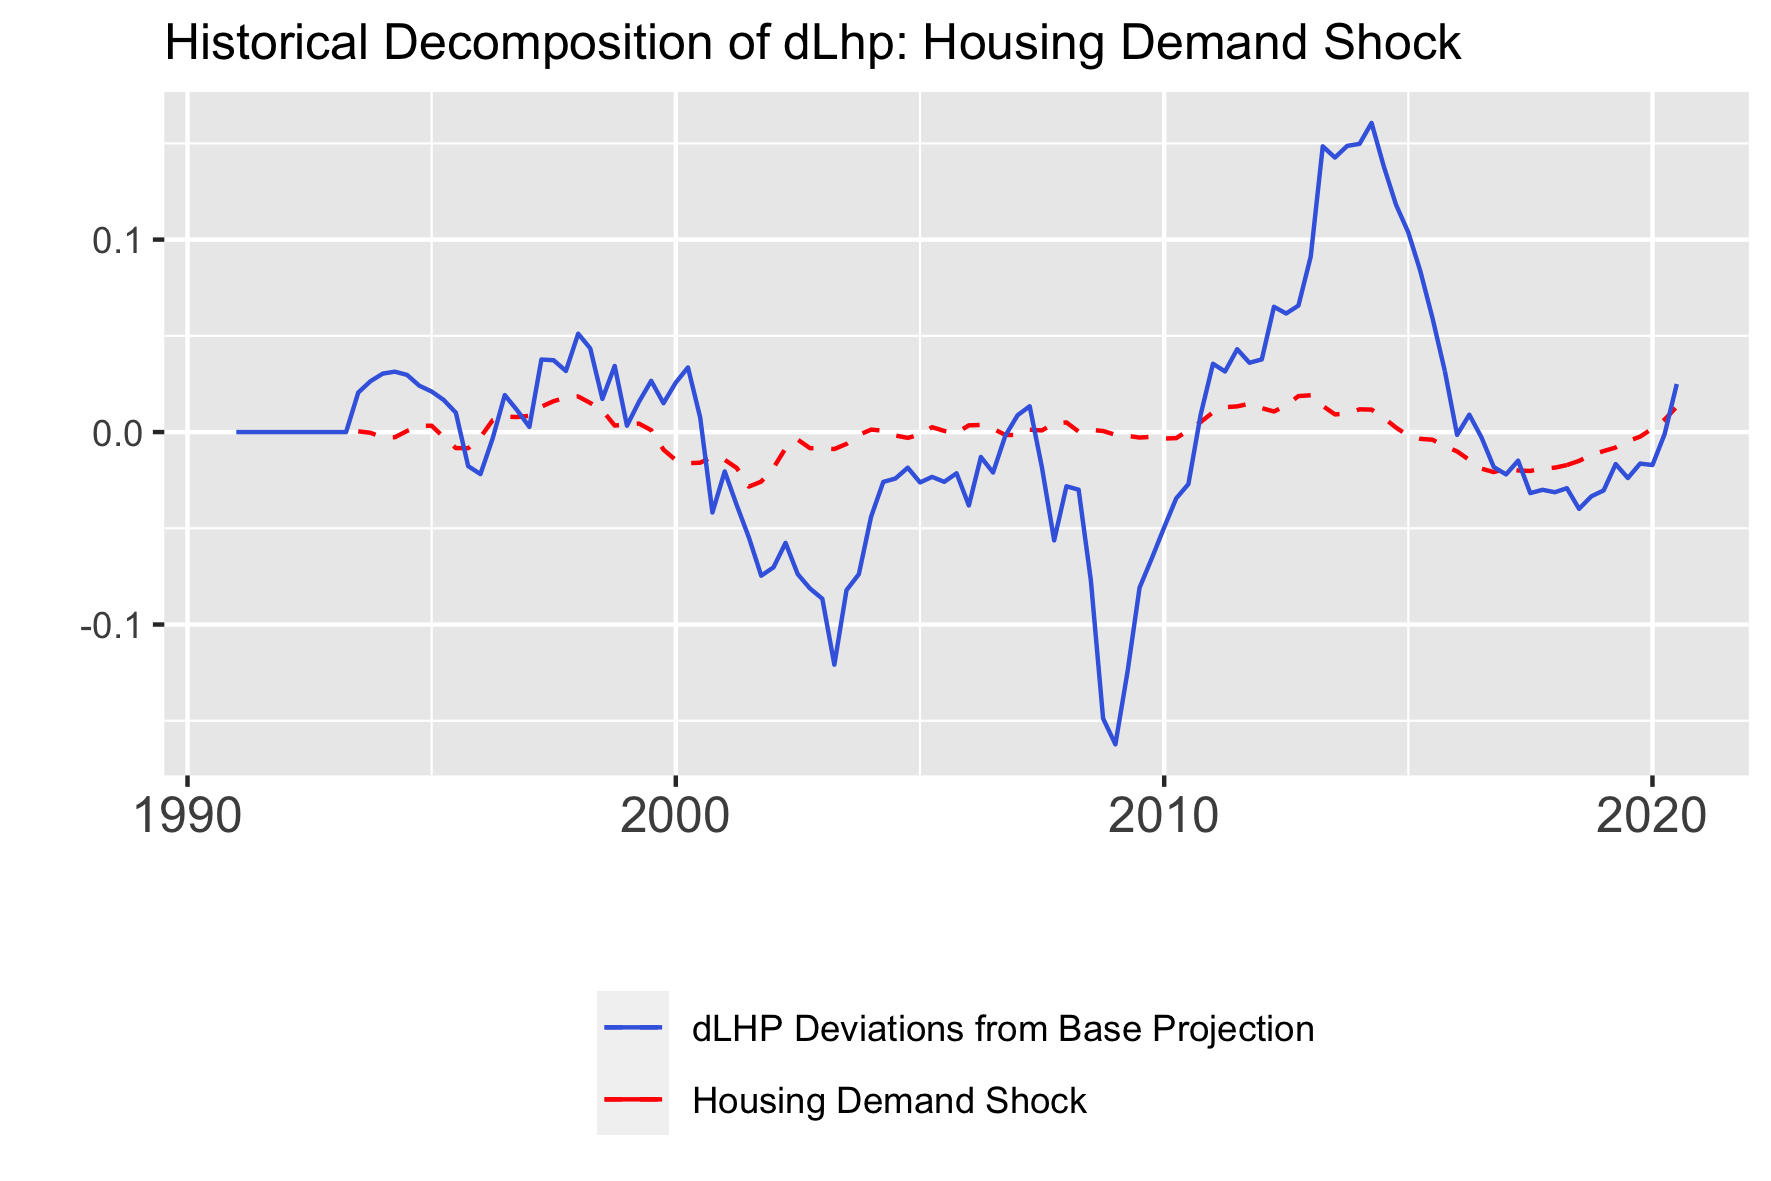 Historical Decomposition of dLhp: Housing Demand Shock
0.1
0.0
-0.1
1990 2000 2010 2020
dLHP Deviations from Base Projection
Housing Demand Shock